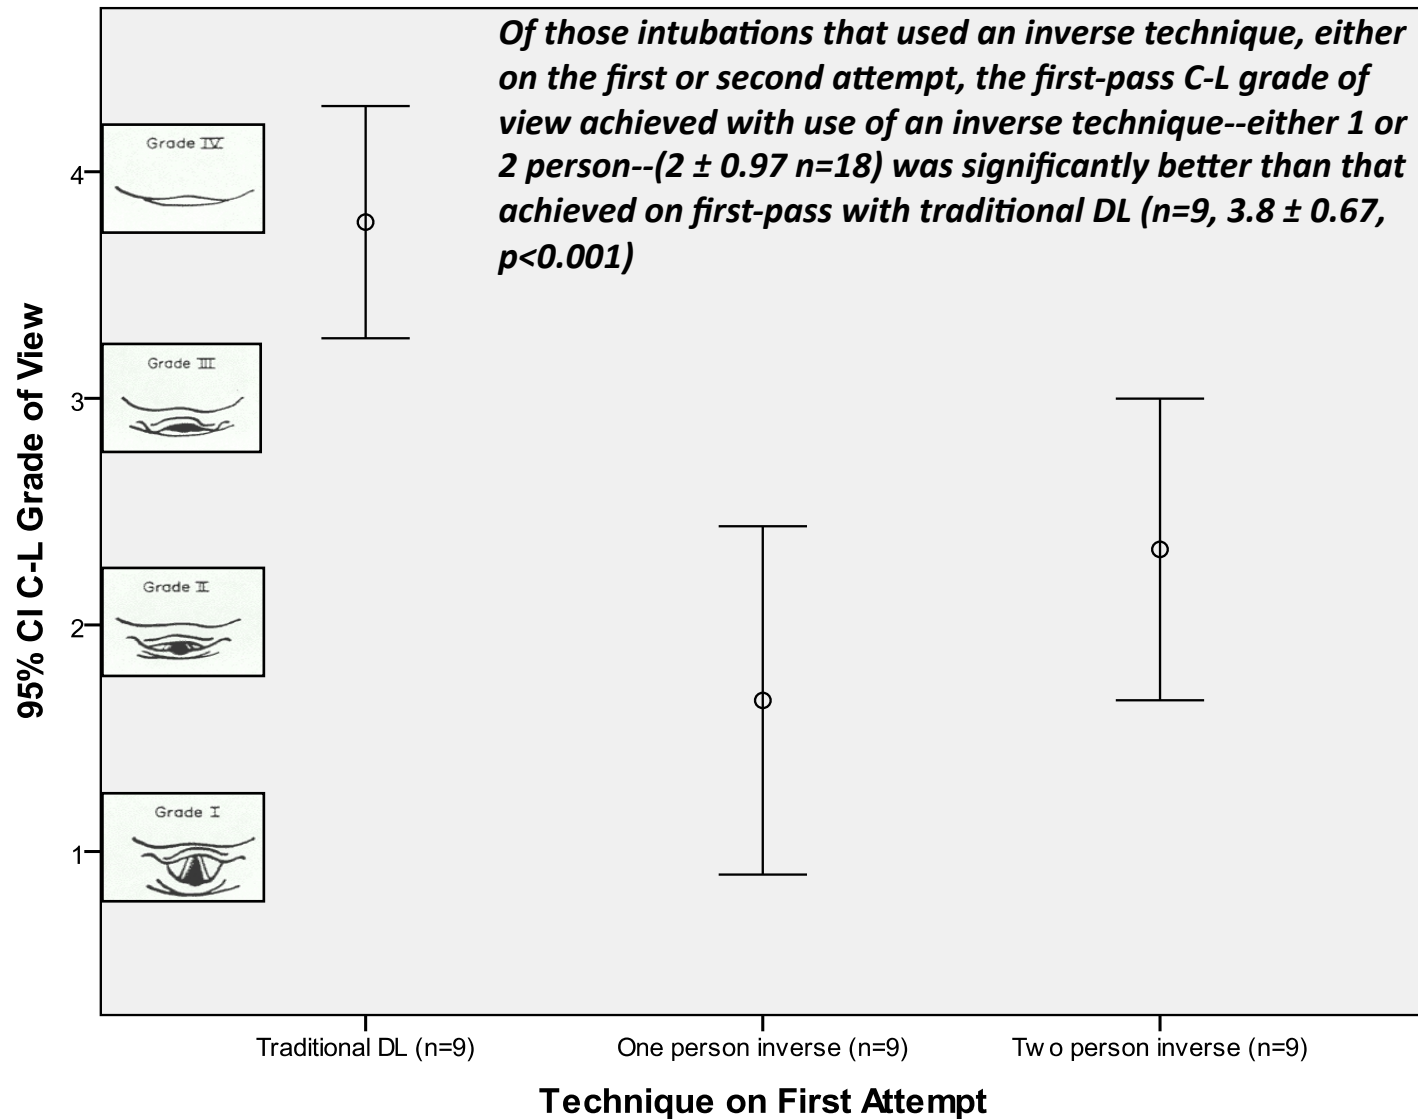 Of those intubations that used an inverse technique, either
on the first or second attempt, the first-pass C-L grade of
view achieved with use of an inverse technique--either 1 or
2 person--(2 ± 0.97 n=18) was significantly better than that
achieved on first-pass with traditional DL (n=9, 3.8 ± 0.67,
p<0.001)
95% CI C-L Grade of View
4
Grade IV
3
Grade III
2
Grade II
1
Grade I
Traditional DL (n=9)
One person inverse (n=9)
Two person inverse (n=9)
Technique on First Attempt